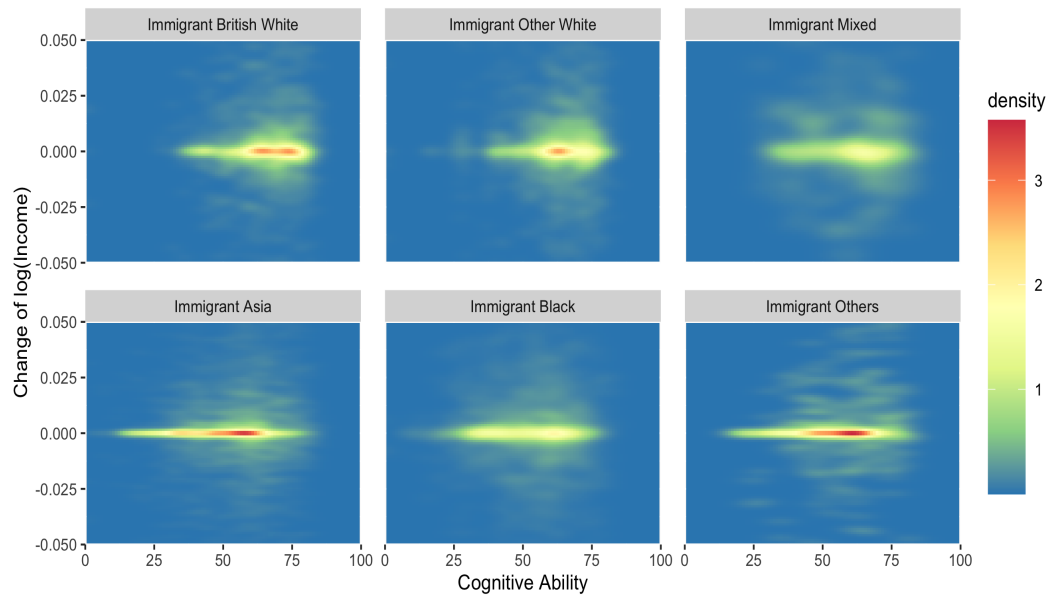 Immigrant British White
Immigrant Other White
Immigrant Mixed
0.050
0.025
0.000
-0.025
-0.050
Immigrant Asia
Immigrant Black
Immigrant Others
0.050
0.025
0.000
-0.025
-0.050
0 25 50 75 100
0 25 50 75 100
0 25 50 75 100
Cognitive Ability
Change of log(Income)
density
3
2
1